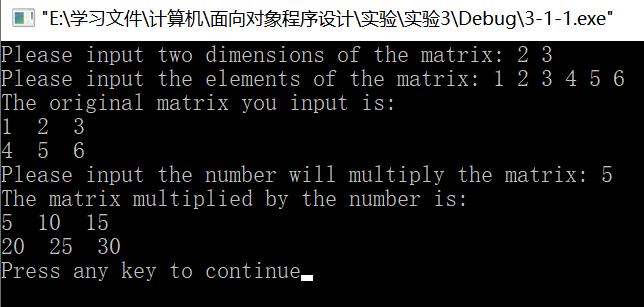 "E:\学习文件\计算机\面向对象程序设计\实验\实验3\Debug\3-1-1.exe"
Please input two dimensions of the matrix: 2 3
Please input the elements of the matrix: 1 2 3 4 5 6
The original matrix you input is:
1  2  3
4  5  6
Please input the number will multiply the matrix: 5
The matrix multiplied by the number is:
5  10  15
20  25  30
Press any key to continue